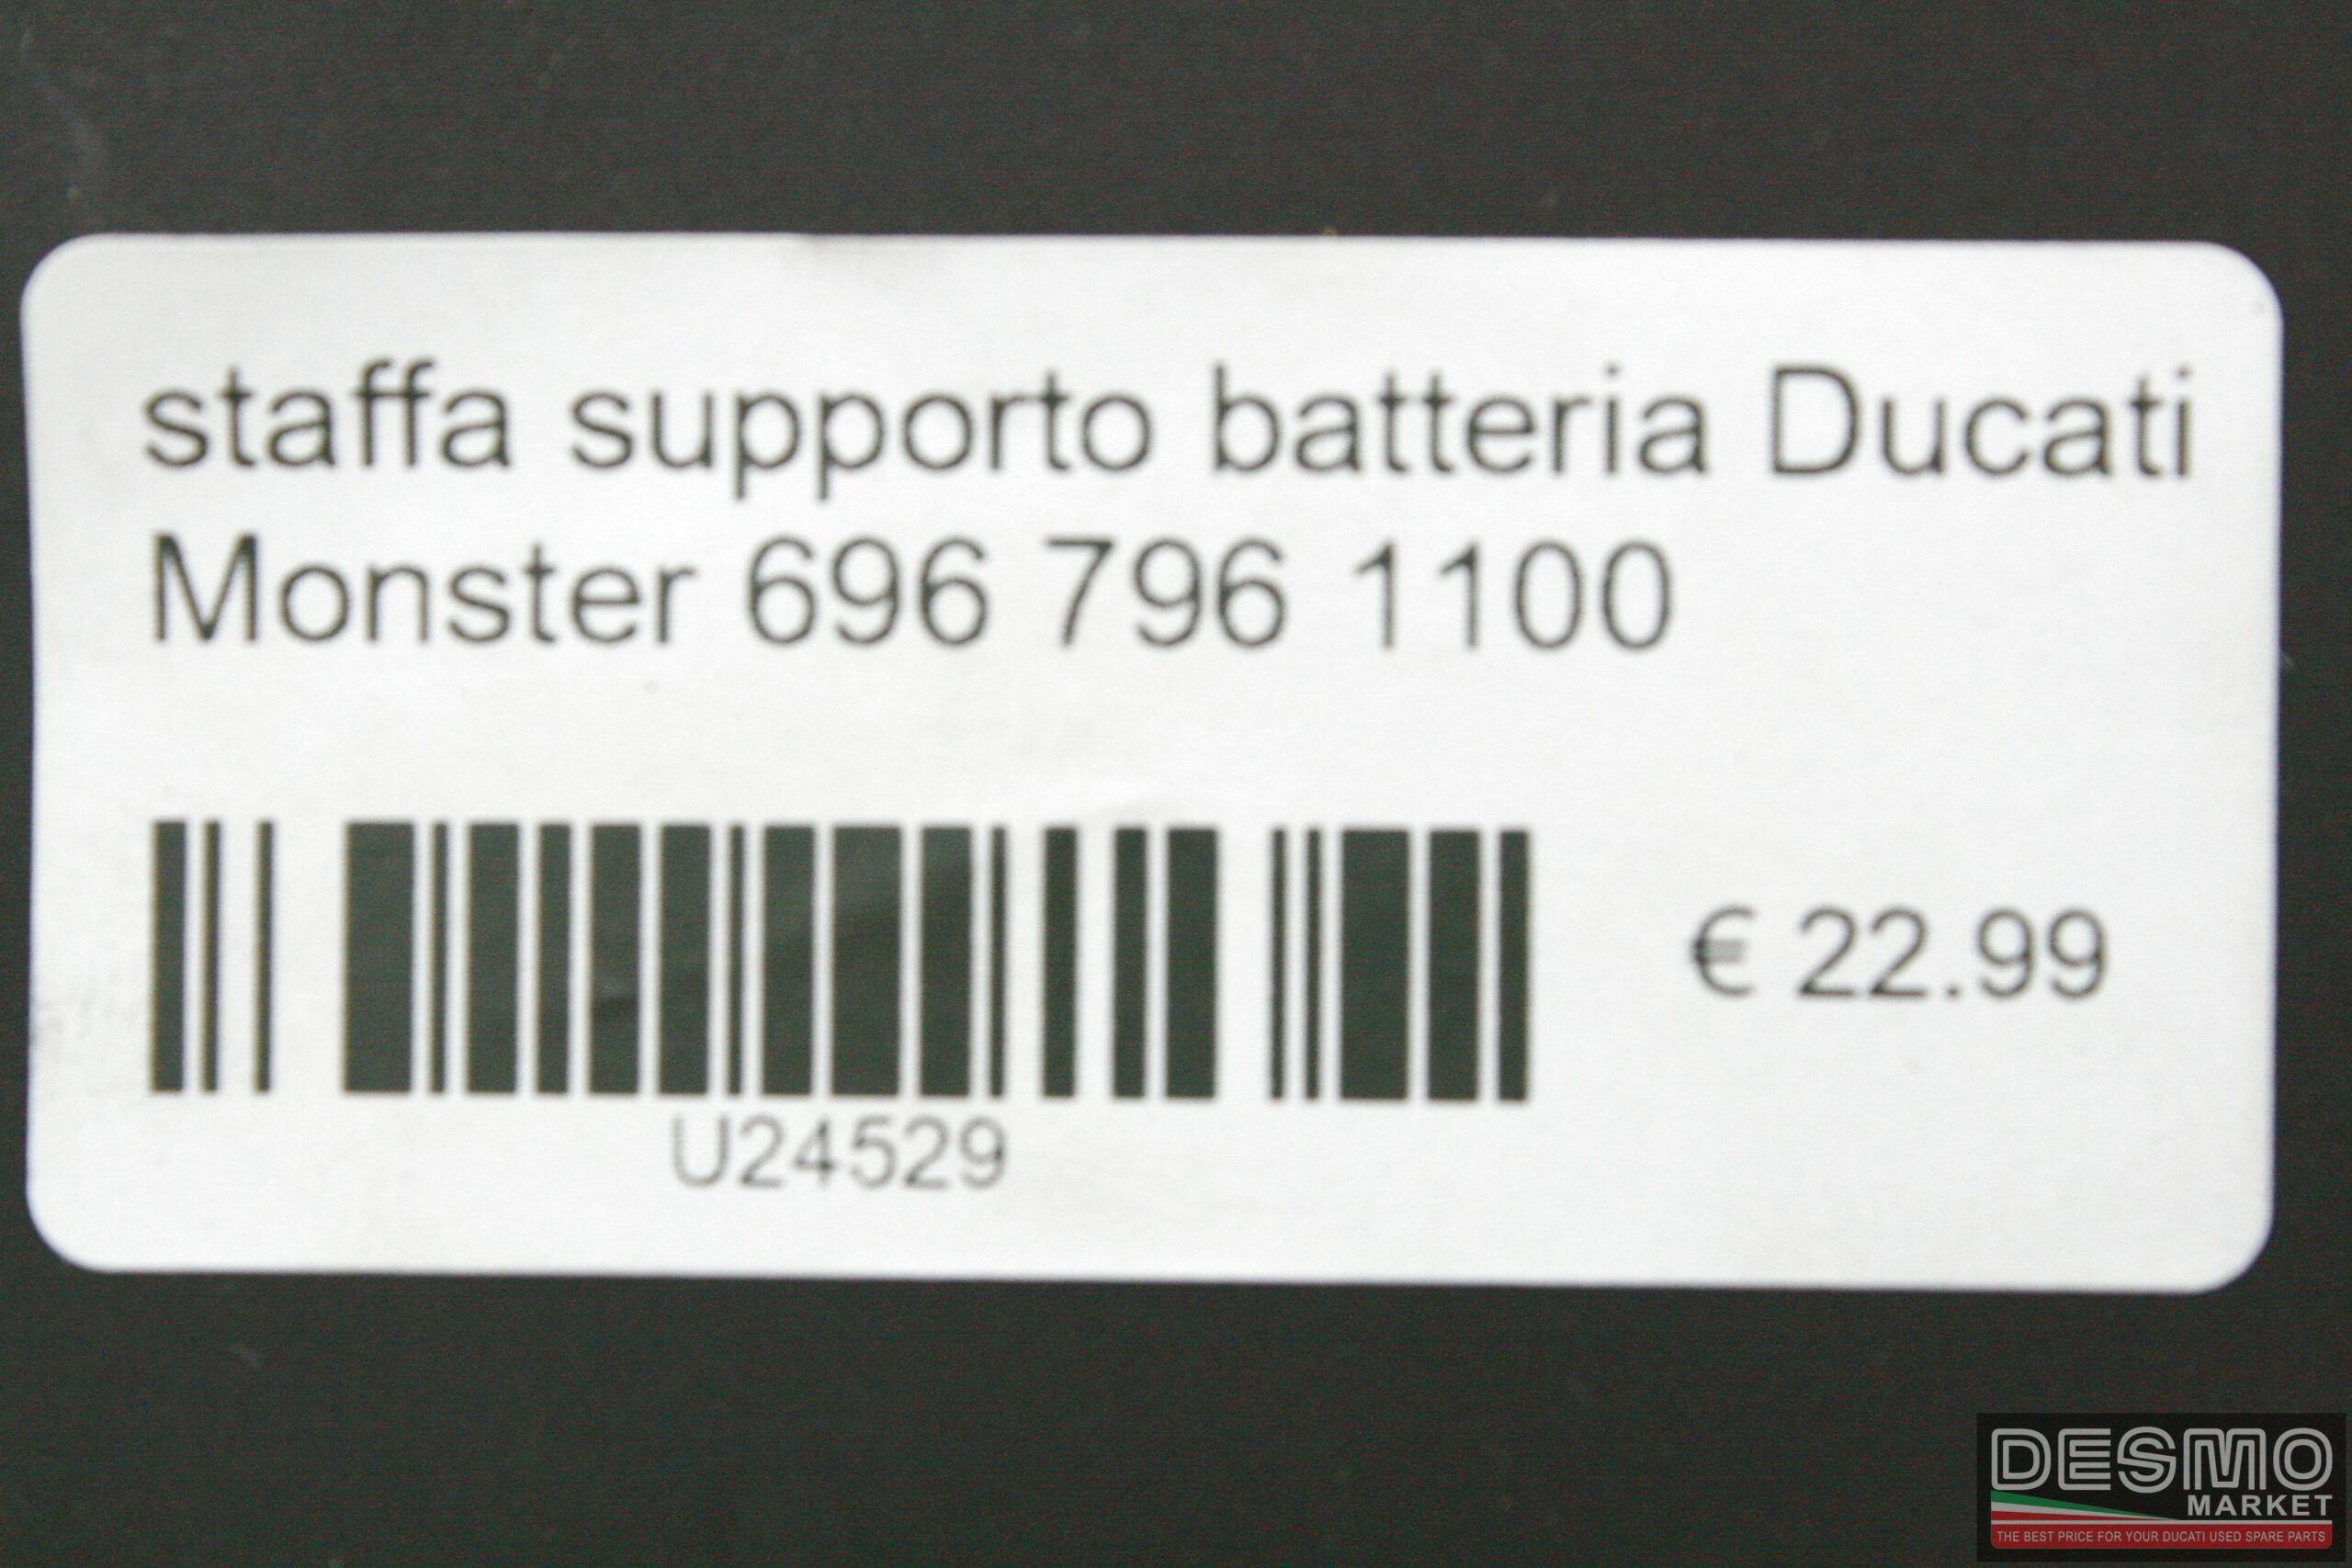 staffa supporto batteria Ducati
Monster 696 796 1100
€ 22.99
U24529
DESMO
MARKET
THE BEST PRICE FOR YOUR DUCATI USED SPARE PARTS